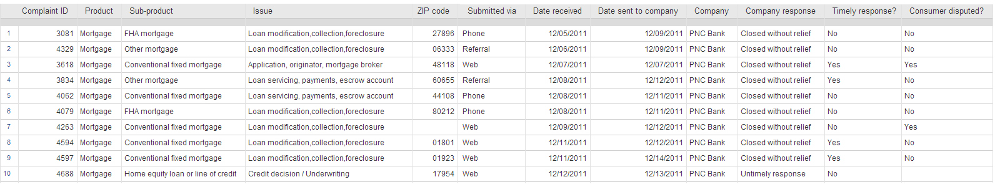 Complaint ID Product Sub-product Issue ZIP code Submitted via Date received Date sent to company Company Company response Timely response? Consumer disputed?
1 3081 Mortgage FHA mortgage Loan modification,collection,foreclosure 27896 Phone 12/05/2011 12/09/2011 PNC Bank Closed without relief No No
2 4329 Mortgage Other mortgage Loan modification,collection,foreclosure 06333 Referral 12/06/2011 12/09/2011 PNC Bank Closed without relief No No
3 3618 Mortgage Conventional fixed mortgage Application, originator, mortgage broker 48118 Web 12/07/2011 12/07/2011 PNC Bank Closed without relief Yes Yes
4 3834 Mortgage Other mortgage Loan servicing, payments, escrow account 60655 Referral 12/08/2011 12/12/2011 PNC Bank Closed without relief Yes No
5 4062 Mortgage Conventional fixed mortgage Loan servicing, payments, escrow account 44108 Phone 12/08/2011 12/11/2011 PNC Bank Closed without relief No No
6 4079 Mortgage FHA mortgage Loan modification,collection,foreclosure 80212 Phone 12/08/2011 12/11/2011 PNC Bank Closed without relief No No
7 4263 Mortgage Conventional fixed mortgage Loan modification,collection,foreclosure Web 12/09/2011 12/12/2011 PNC Bank Closed without relief No Yes
8 4594 Mortgage Conventional fixed mortgage Loan modification,collection,foreclosure 01801 Web 12/11/2011 12/12/2011 PNC Bank Closed without relief Yes No
9 4597 Mortgage Conventional fixed mortgage Loan modification,collection,foreclosure 01923 Web 12/11/2011 12/14/2011 PNC Bank Closed without relief Yes No
10 4688 Mortgage Home equity loan or line of credit Credit decision / Underwriting 17954 Web 12/12/2011 12/13/2011 PNC Bank Untimely response No